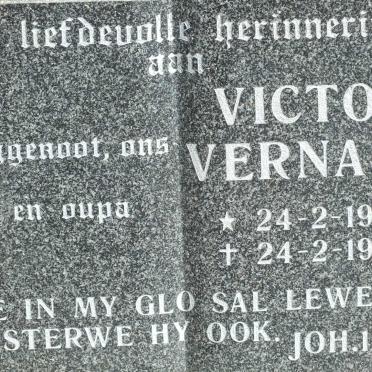 liefdevolle herinneri
aan
VICTO
genoot, ons VERNA
en oupa
★ 24-2-19
✝ 24-2-19
E IN MY GLO SAL LEWE
STERWE HY OOK. JOH.1